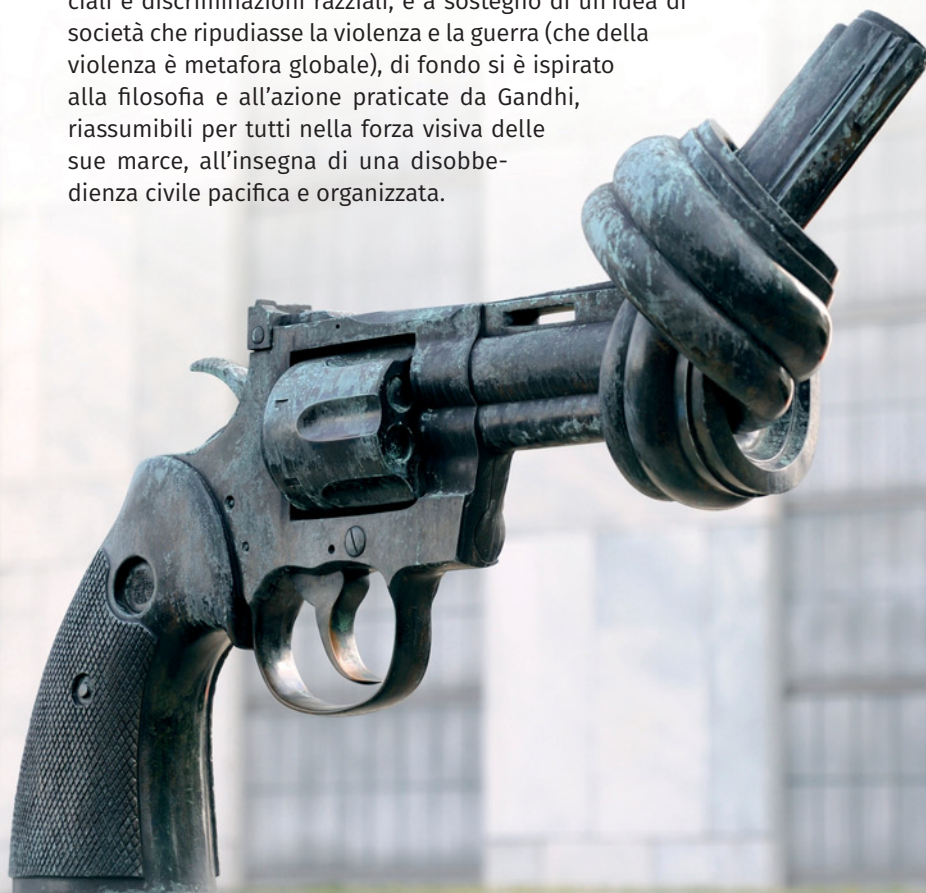 ciali e discriminazioni razziali, e a sostegno di un'idea di
società che ripudiasse la violenza e la guerra (che della
violenza è metafora globale), di fondo si è ispirato
alla filosofia e all’azione praticate da Gandhi,
riassumibili per tutti nella forza visiva delle
sue marce, all’insegna di una disobbe-
dienza civile pacifica e organizzata.